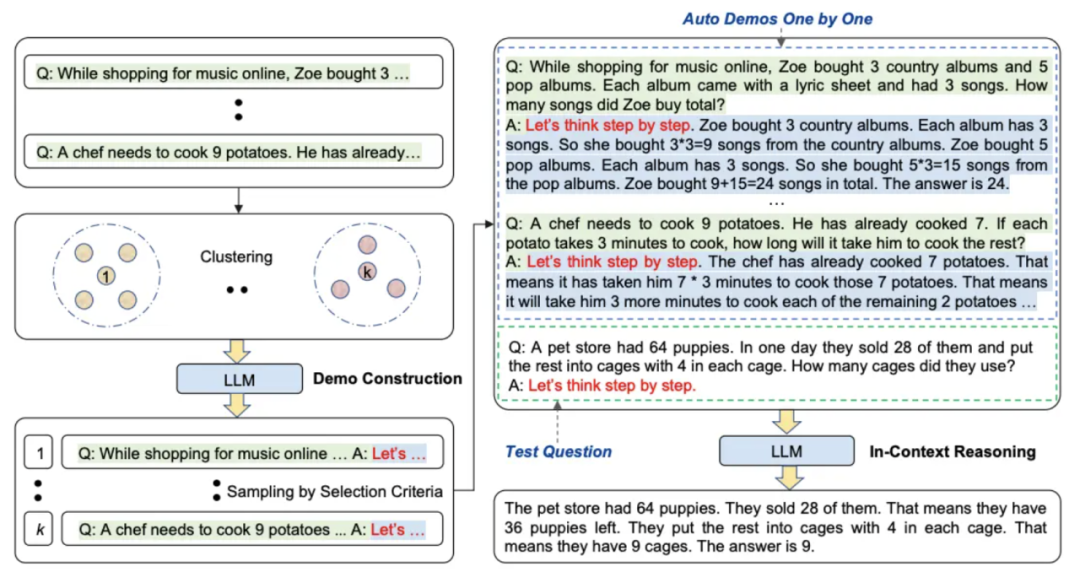 Auto Demos One by One
Q: While shopping for music online, Zoe bought 3 …
Q: A chef needs to cook 9 potatoes. He has already…
1
Clustering
k
LLM
Demo Construction
1
Q: While shopping for music online … A: Let's …
Sampling by Selection Criteria
k
Q: A chef needs to cook 9 potatoes ... A: Let's …
Q: While shopping for music online, Zoe bought 3 country albums and 5
pop albums. Each album came with a lyric sheet and had 3 songs. How
many songs did Zoe buy total?
A: Let's think step by step. Zoe bought 3 country albums. Each album has 3
songs. So she bought 3*3=9 songs from the country albums. Zoe bought 5
pop albums. Each album has 3 songs. So she bought 5*3=15 songs from
the pop albums. Zoe bought 9+15=24 songs in total. The answer is 24.
…
Q: A chef needs to cook 9 potatoes. He has already cooked 7. If each
potato takes 3 minutes to cook, how long will it take him to cook the rest?
A: Let's think step by step. The chef has already cooked 7 potatoes. That
means it has taken him 7 * 3 minutes to cook those 7 potatoes. That means
it will take him 3 more minutes to cook each of the remaining 2 potatoes …
Q: A pet store had 64 puppies. In one day they sold 28 of them and put
the rest into cages with 4 in each cage. How many cages did they use?
A: Let's think step by step.
Test Question
LLM
In-Context Reasoning
The pet store had 64 puppies. They sold 28 of them. That means they have
36 puppies left. They put the rest into cages with 4 in each cage. That
means they have 9 cages. The answer is 9.